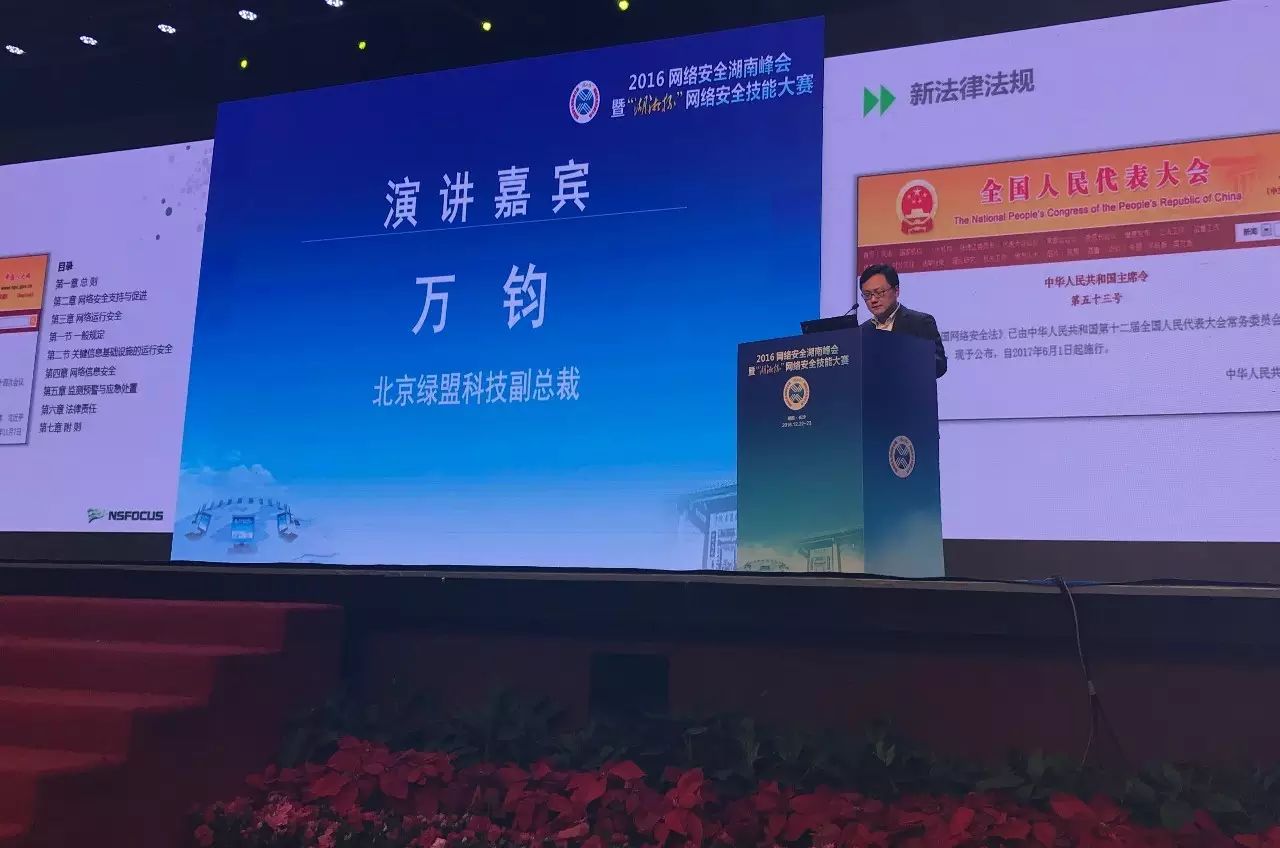 目录
第一章 总 则
第二章 网络安全支持与促进
第三章 网络运行安全
第一节 一般规定
第二节 关键信息基础设施的运行安全
第四章 网络信息安全
第五章 监测预警与应急处置
第六章 法律责任
第七章 附 则
NSFOCUS
2016 网络安全湖南峰会
暨“湖湘杯”网络安全技能大赛
演讲嘉宾
万 钧
北京绿盟科技副总裁
新法律法规
全国人民代表大会
The National People's Congress of the People's Republic of China
新闻
中华人民共和国主席令
第五十三号
国网络安全法》已由中华人民共和国第十二届全国人民代表大会常务委员会
现予公布，自2017年6月1日起施行。
中华人民共
2016 网络安全湖南峰会
暨“湖湘杯”网络安全技能大赛